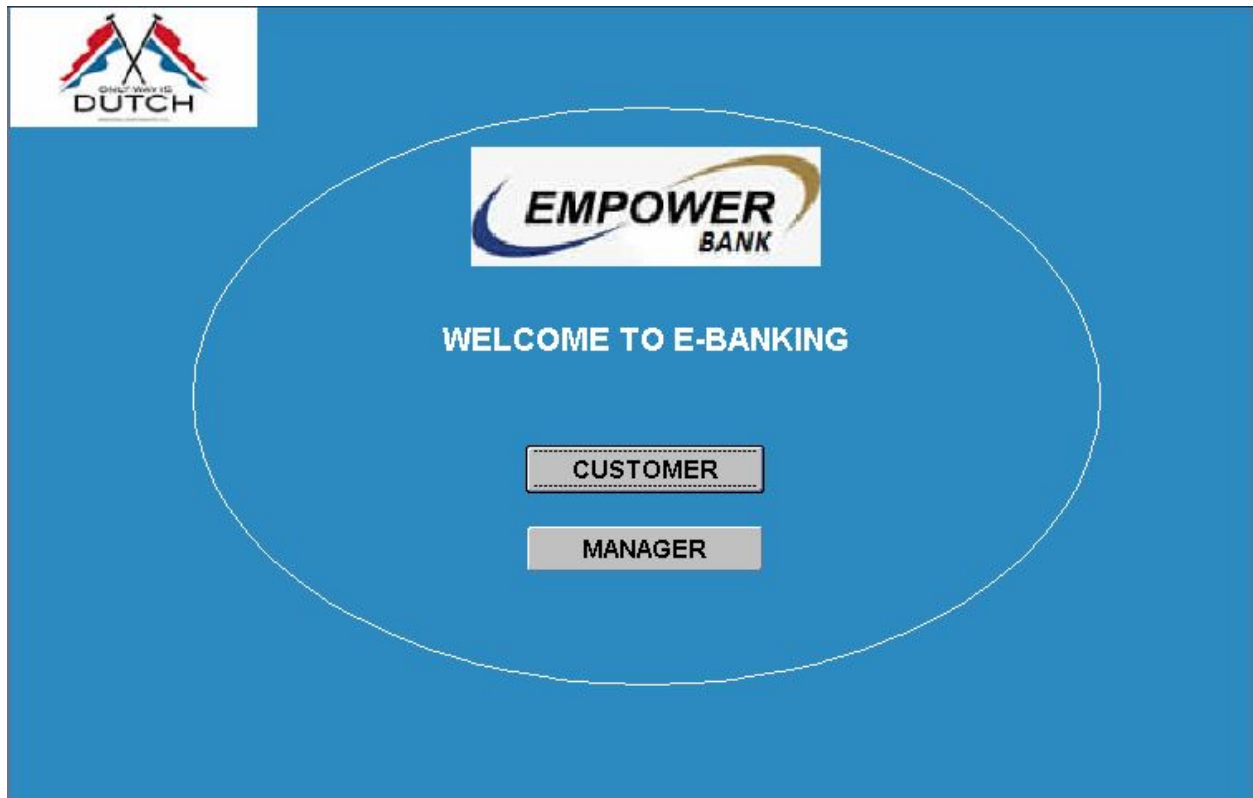 ONLY WAY IS
DUTCH
EMPOWER
BANK
WELCOME TO E-BANKING
CUSTOMER
MANAGER